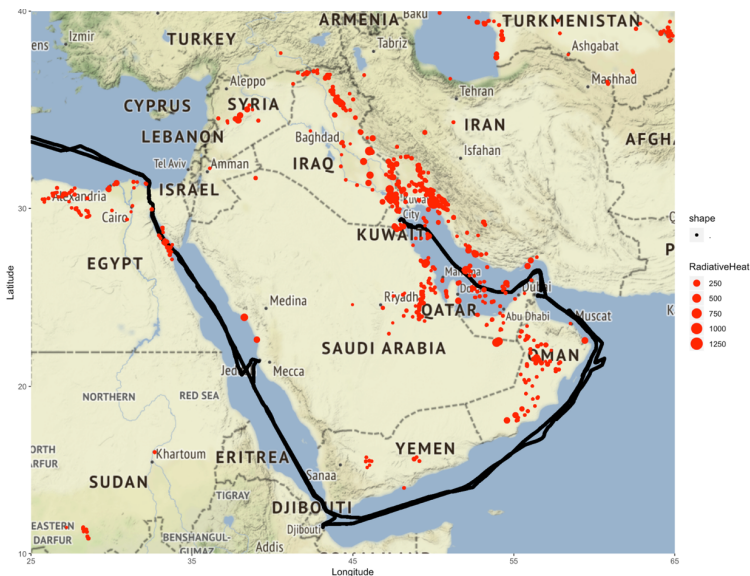 40
Izmir
TURKEY
ARMENIA
Baku
TURKMENISTAN
Tabriz
Ashgabat
Aleppo
Tehran
Mashhad
CYPRUS
SYRIA
IRAN
LEBANON
Baghdad
AFGHA
Tel Aviv
Amman
IRAQ
Isfahan
ISRAEL
Alexandria
30
Cairo
City
KUWAIT
EGYPT
Dubai
Medina
Riyadh
QATAR
Abu Dhabi
Muscat
SAUDI ARABIA
OMAN
Mecca
20
NORTHERN
RED SEA
Khartoum
ERITREA
YEMEN
SUDAN
Sanaa
TIGRAY
DJIBOUTI
EASTERN
DARFUR
BENSHANGUL-
GUMAZ
Djibouti
Addis
10
25
35
45
55
65
Longitude
Latitude
shape
.
RadiativeHeat
250
500
750
1000
1250